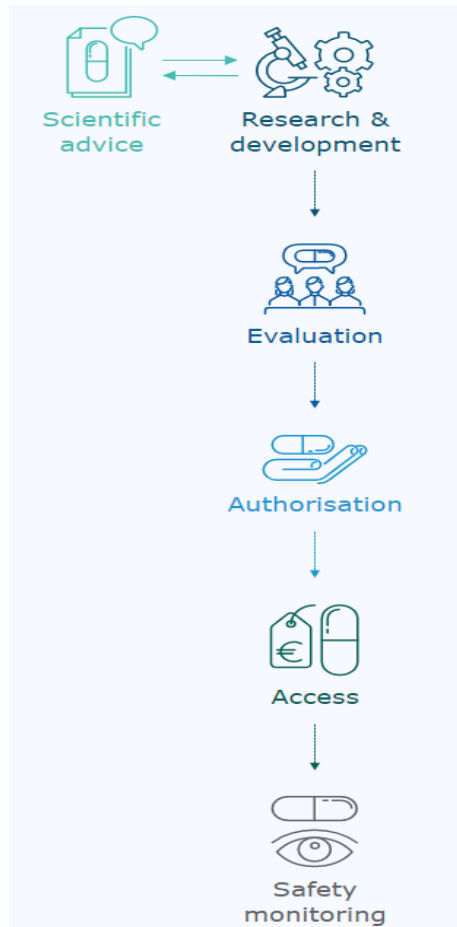 Scientific
advice
Research &
development
Evaluation
Authorisation
€
Access
Safety
monitoring